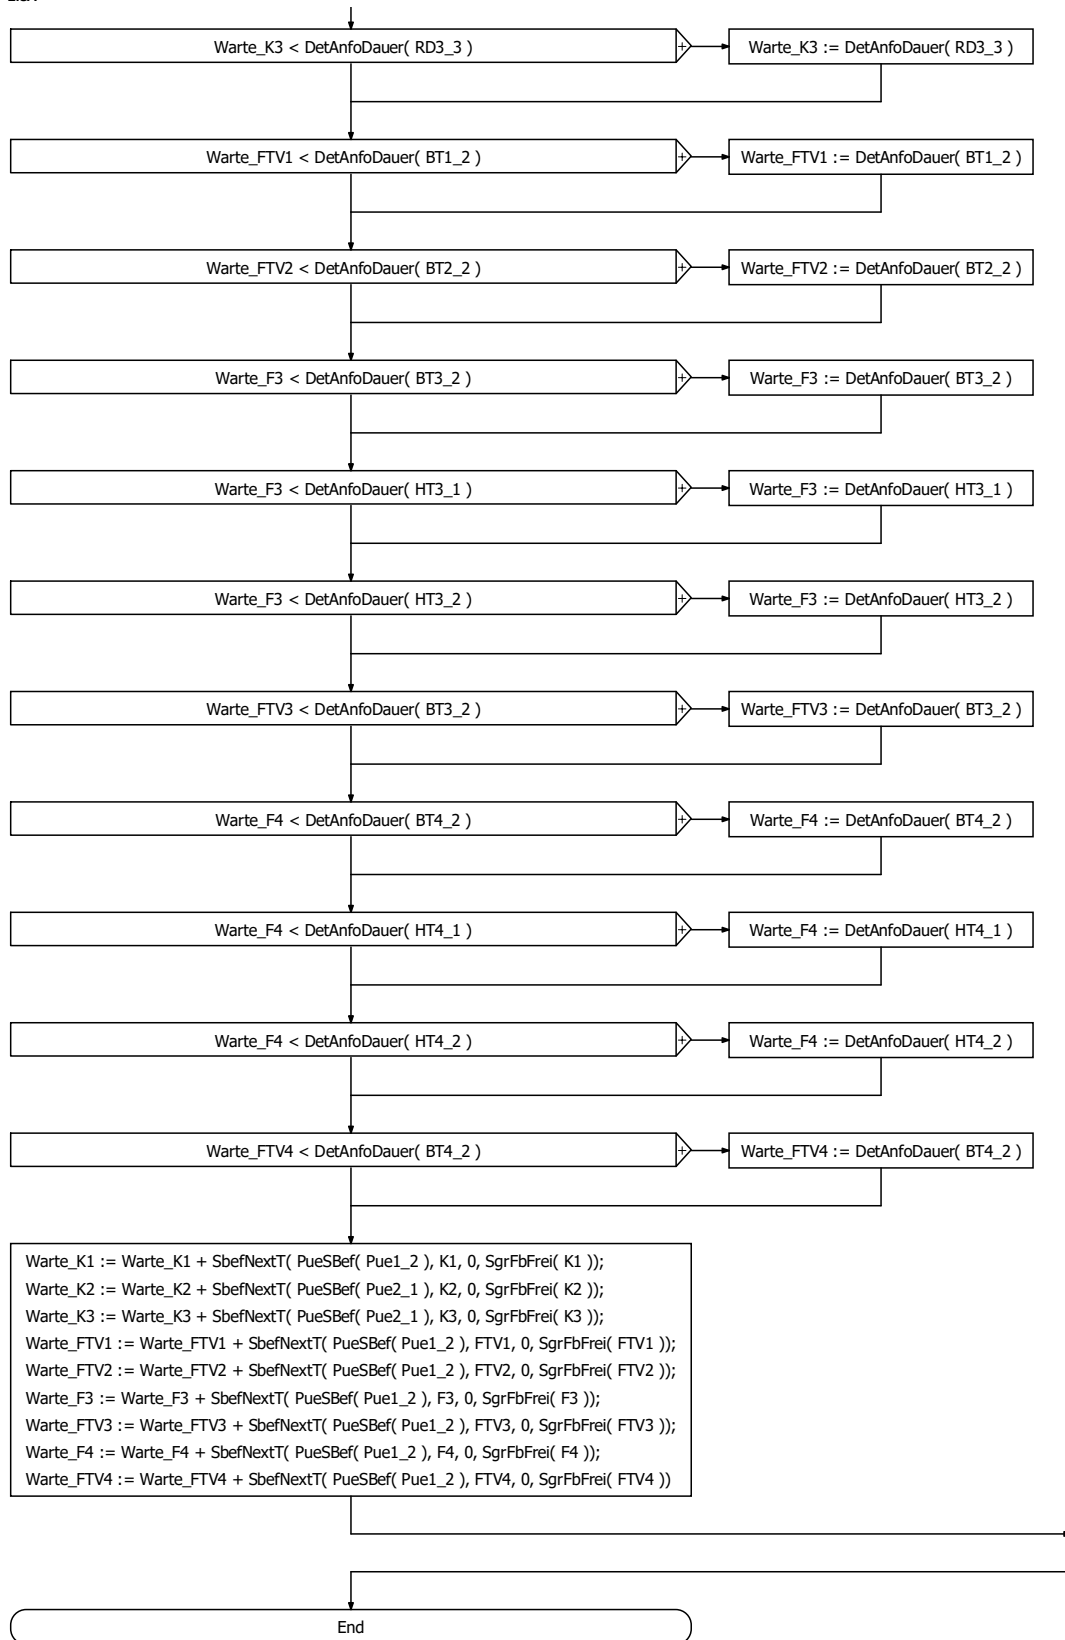 Warte_K3 < DetAnfoDauer( RD3_3 )
+
Warte_K3 := DetAnfoDauer( RD3_3 )
Warte_FTV1 < DetAnfoDauer( BT1_2 )
+
Warte_FTV1 := DetAnfoDauer( BT1_2 )
Warte_FTV2 < DetAnfoDauer( BT2_2 )
+
Warte_FTV2 := DetAnfoDauer( BT2_2 )
Warte_F3 < DetAnfoDauer( BT3_2 )
+
Warte_F3 := DetAnfoDauer( BT3_2 )
Warte_F3 < DetAnfoDauer( HT3_1 )
+
Warte_F3 := DetAnfoDauer( HT3_1 )
Warte_F3 < DetAnfoDauer( HT3_2 )
+
Warte_F3 := DetAnfoDauer( HT3_2 )
Warte_FTV3 < DetAnfoDauer( BT3_2 )
+
Warte_FTV3 := DetAnfoDauer( BT3_2 )
Warte_F4 < DetAnfoDauer( BT4_2 )
+
Warte_F4 := DetAnfoDauer( BT4_2 )
Warte_F4 < DetAnfoDauer( HT4_1 )
+
Warte_F4 := DetAnfoDauer( HT4_1 )
Warte_F4 < DetAnfoDauer( HT4_2 )
+
Warte_F4 := DetAnfoDauer( HT4_2 )
Warte_FTV4 < DetAnfoDauer( BT4_2 )
+
Warte_FTV4 := DetAnfoDauer( BT4_2 )
Warte_K1 := Warte_K1 + SbefNextT( PueSBef( Pue1_2 ), K1, 0, SgrFbFrei( K1 ));
Warte_K2 := Warte_K2 + SbefNextT( PueSBef( Pue2_1 ), K2, 0, SgrFbFrei( K2 ));
Warte_K3 := Warte_K3 + SbefNextT( PueSBef( Pue2_1 ), K3, 0, SgrFbFrei( K3 ));
Warte_FTV1 := Warte_FTV1 + SbefNextT( PueSBef( Pue1_2 ), FTV1, 0, SgrFbFrei( FTV1 ));
Warte_FTV2 := Warte_FTV2 + SbefNextT( PueSBef( Pue1_2 ), FTV2, 0, SgrFbFrei( FTV2 ));
Warte_F3 := Warte_F3 + SbefNextT( PueSBef( Pue1_2 ), F3, 0, SgrFbFrei( F3 ));
Warte_FTV3 := Warte_FTV3 + SbefNextT( PueSBef( Pue1_2 ), FTV3, 0, SgrFbFrei( FTV3 ));
Warte_F4 := Warte_F4 + SbefNextT( PueSBef( Pue1_2 ), F4, 0, SgrFbFrei( F4 ));
Warte_FTV4 := Warte_FTV4 + SbefNextT( PueSBef( Pue1_2 ), FTV4, 0, SgrFbFrei( FTV4 ))
End